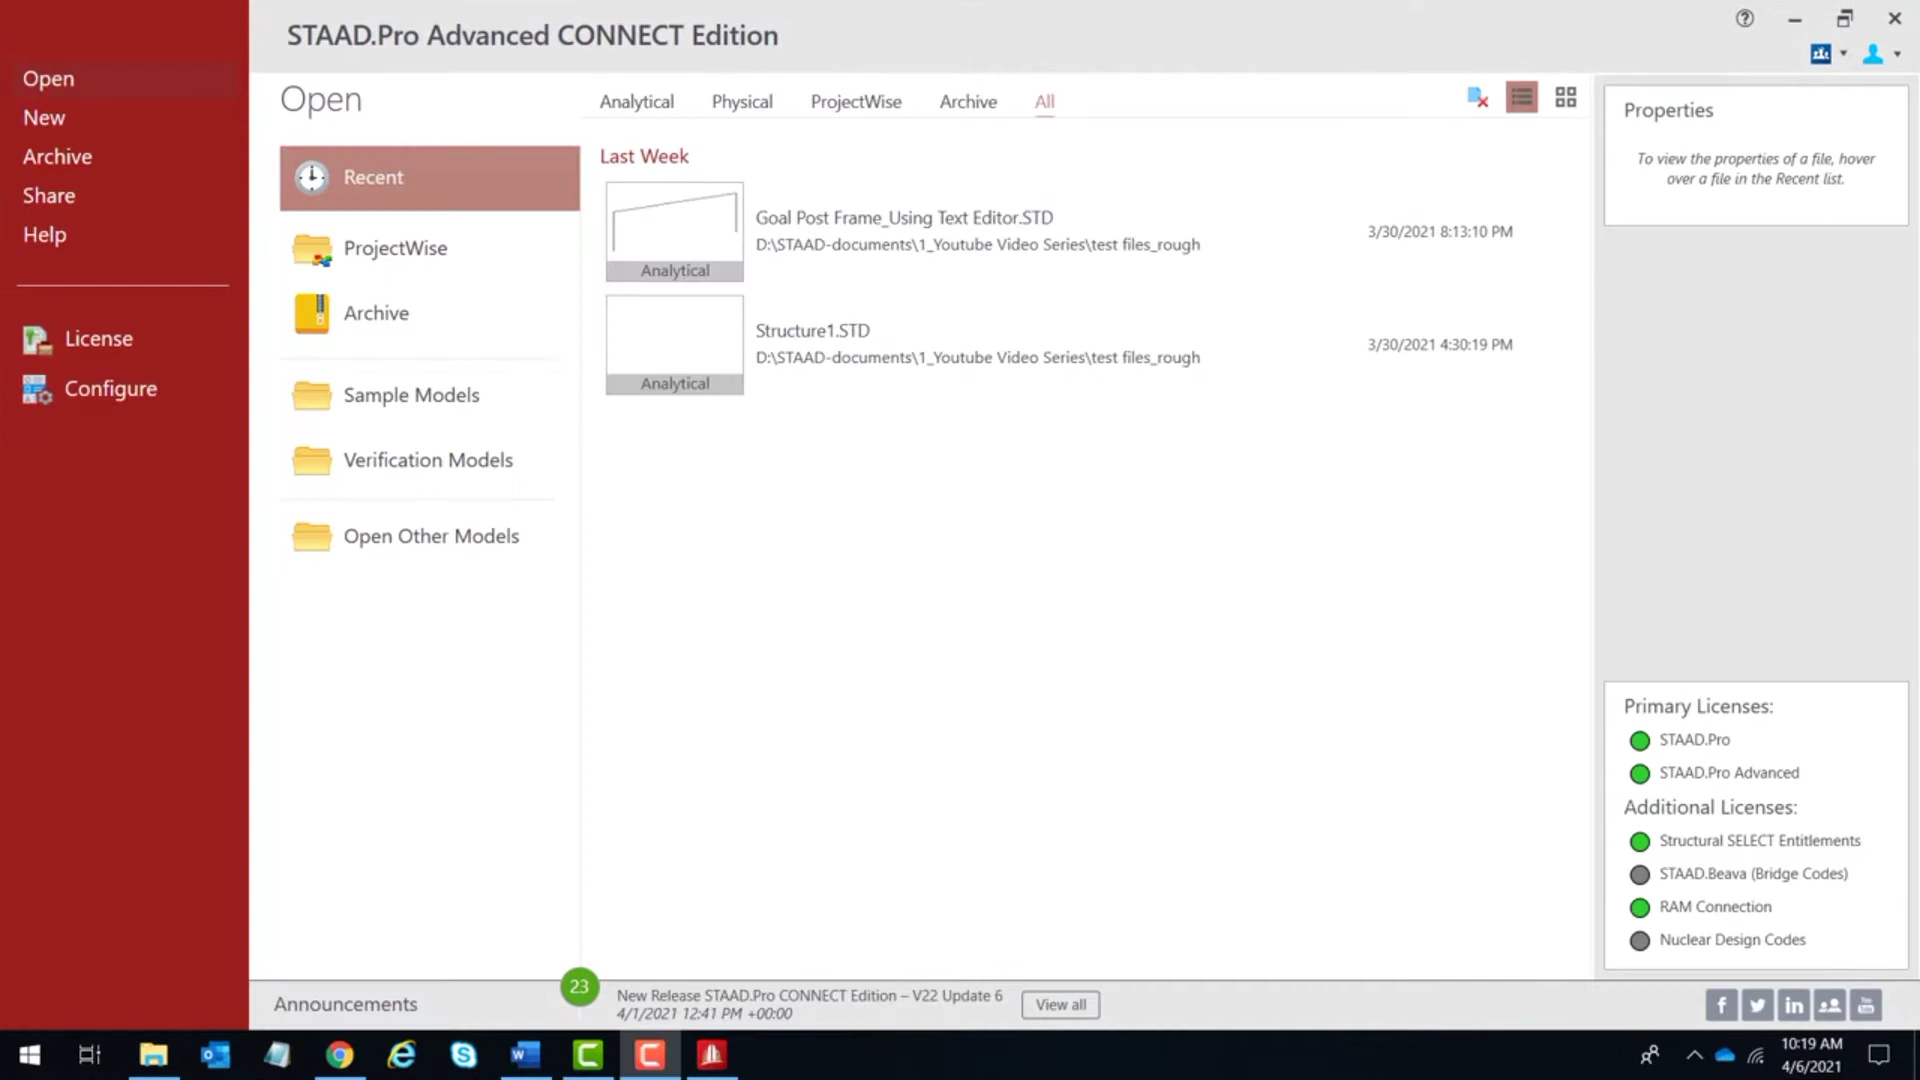 STAAD.Pro Advanced CONNECT Edition
Open
New
Archive
Share
Help
License
Configure
Open
Recent
ProjectWise
Archive
Sample Models
Verification Models
Open Other Models
Analytical Physical ProjectWise Archive All
Last Week
Goal Post Frame_Using Text Editor.STD
D:\STAAD-documents\1_Youtube Video Series\test files_rough
3/30/2021 8:13:10 PM
Analytical
Structure1.STD
D:\STAAD-documents\1_Youtube Video Series\test files_rough
3/30/2021 4:30:19 PM
Analytical
Properties
To view the properties of a file, hover
over a file in the Recent list.
Primary Licenses:
STAAD.Pro
STAAD.Pro Advanced
Additional Licenses:
Structural SELECT Entitlements
STAAD.Beava (Bridge Codes)
RAM Connection
Nuclear Design Codes
Announcements
23
New Release STAAD.Pro CONNECT Edition – V22 Update 6
4/1/2021 12:41 PM +00:00
View all
10:19 AM
4/6/2021